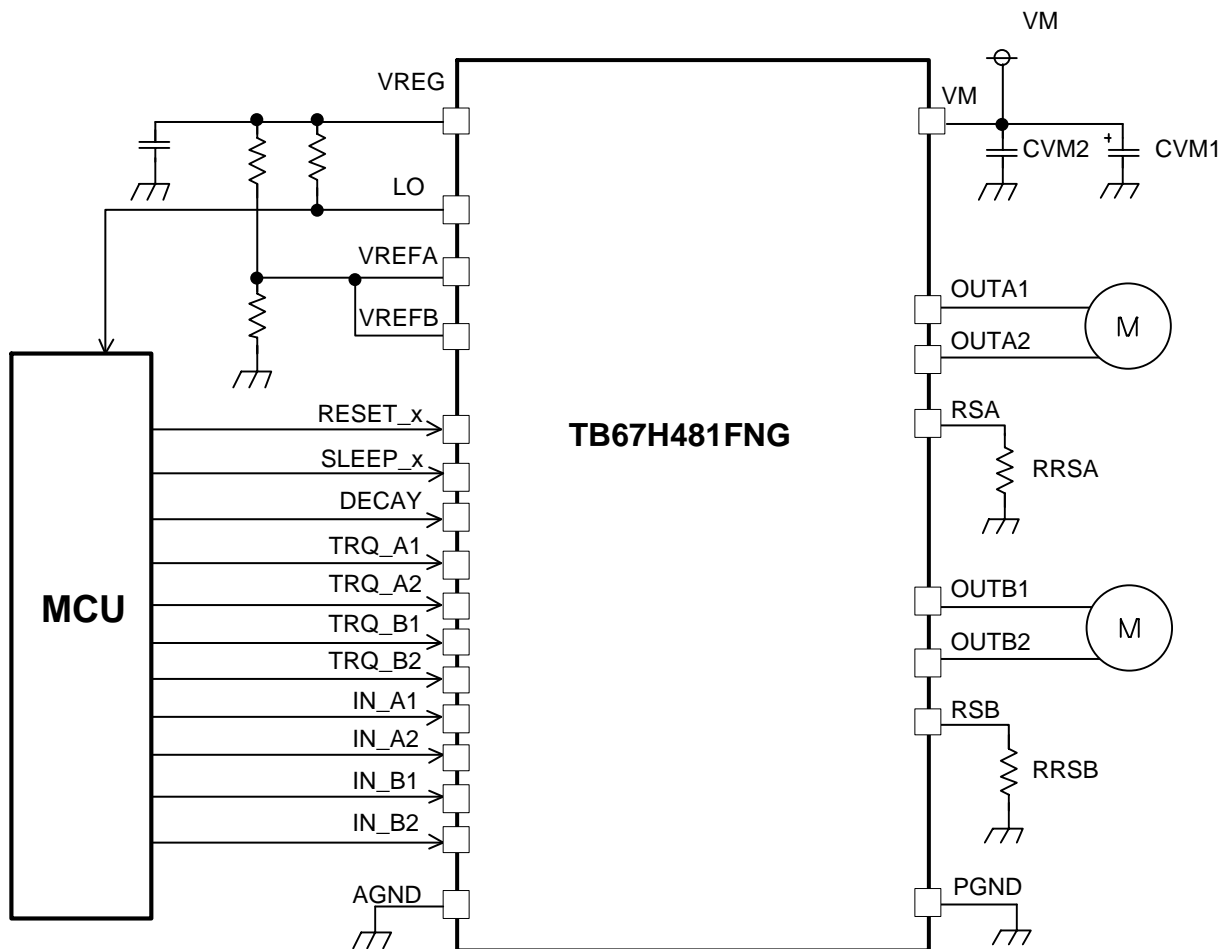 VM
VREG
VM
CVM2
+
CVM1
LO
VREFA
VREFB
OUTA1
M
OUTA2
RESET_x
RSA
TB67H481FNG
SLEEP_x
RRSA
DECAY
TRQ_A1
TRQ_A2
OUTB1
MCU
TRQ_B1
M
OUTB2
TRQ_B2
IN_A1
RSB
IN_A2
RRSB
IN_B1
IN_B2
AGND
PGND